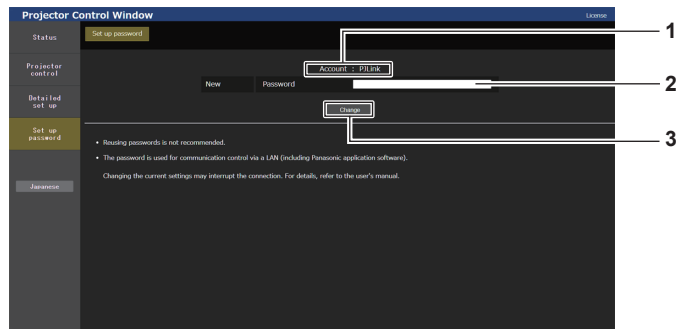 Projector Control Window
License
1
Status
Set up password
Projector
control
Account : PJLink
New Password
2
Detailed
set up
Change
Set up
password
3
• Reusing passwords is not recommended.
• The password is used for communication control via a LAN (including Panasonic application software).
Changing the current settings may interrupt the connection. For details, refer to the user's manual.
Japanese